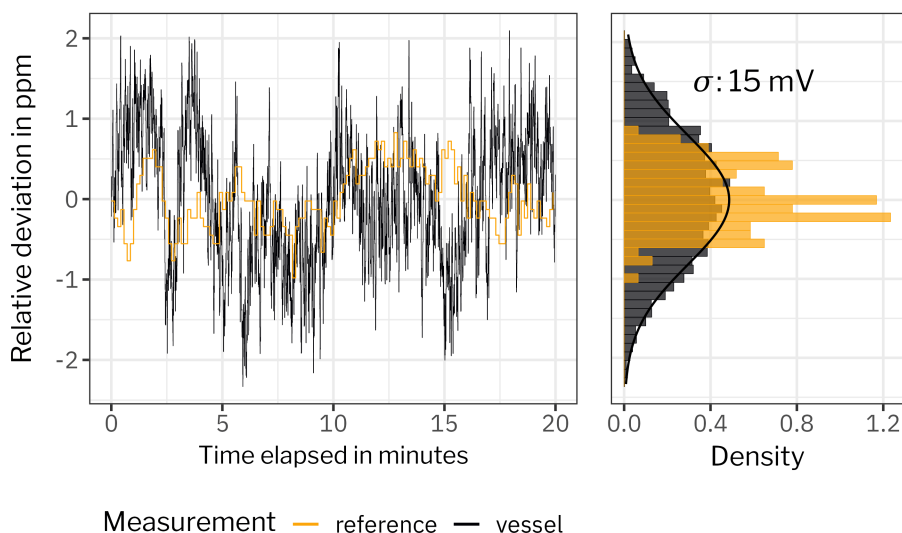 Relative deviation in ppm
2
1
0
-1
-2
0 5 10 15 20
Time elapsed in minutes
σ: 15 mV
0.0 0.4 0.8 1.2
Density
Measurement reference vessel